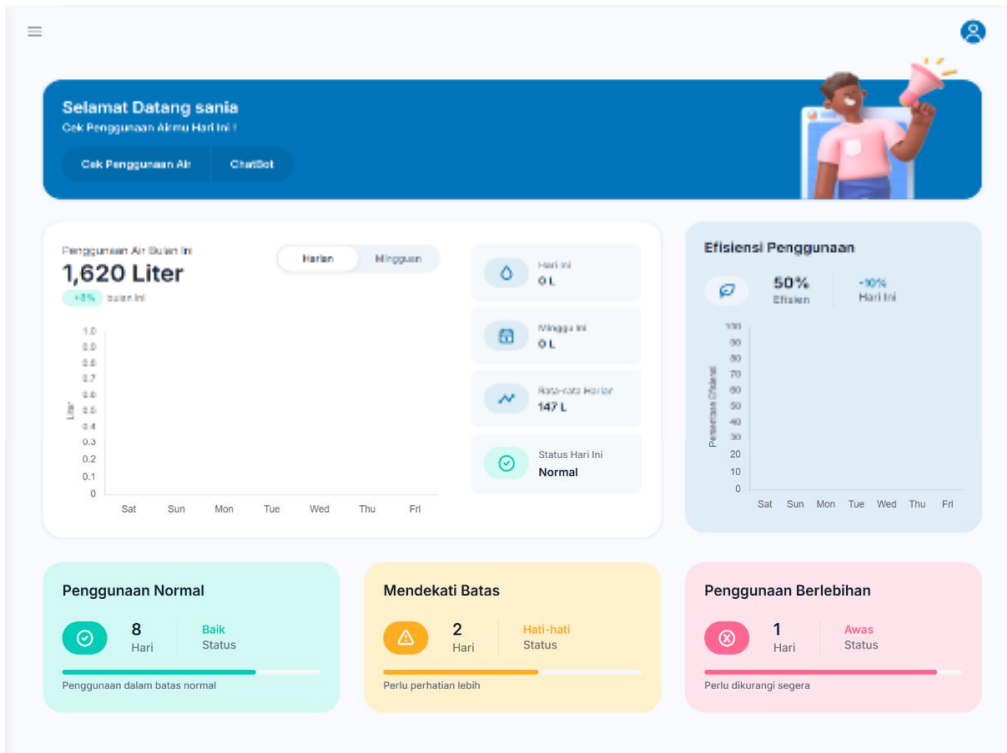 Selamat Datang sania
Cek Penggunaan Airmu Hari Ini !
Cek Penggunaan Air
ChatBot
Penggunaan Air Bulan Ini
1,620 Liter
+8% bulan ini
Harian
Mingguan
1.0
0.9
0.8
0.7
0.6
0.5
0.4
0.3
0.2
0.1
0
Liter
Sat Sun Mon Tue Wed Thu Fri
Hari Ini
0 L
Minggu Ini
0 L
Rata-rata Harian
147 L
Status Hari Ini
Normal
Efisiensi Penggunaan
50%
Efisien
-10%
Hari Ini
100
90
80
70
60
50
40
30
20
10
0
Persentase Efisiensi
Sat Sun Mon Tue Wed Thu Fri
Penggunaan Normal
8
Hari
Baik
Status
Penggunaan dalam batas normal
Mendekati Batas
2
Hari
Hati-hati
Status
Perlu perhatian lebih
Penggunaan Berlebihan
1
Hari
Awas
Status
Perlu dikurangi segera